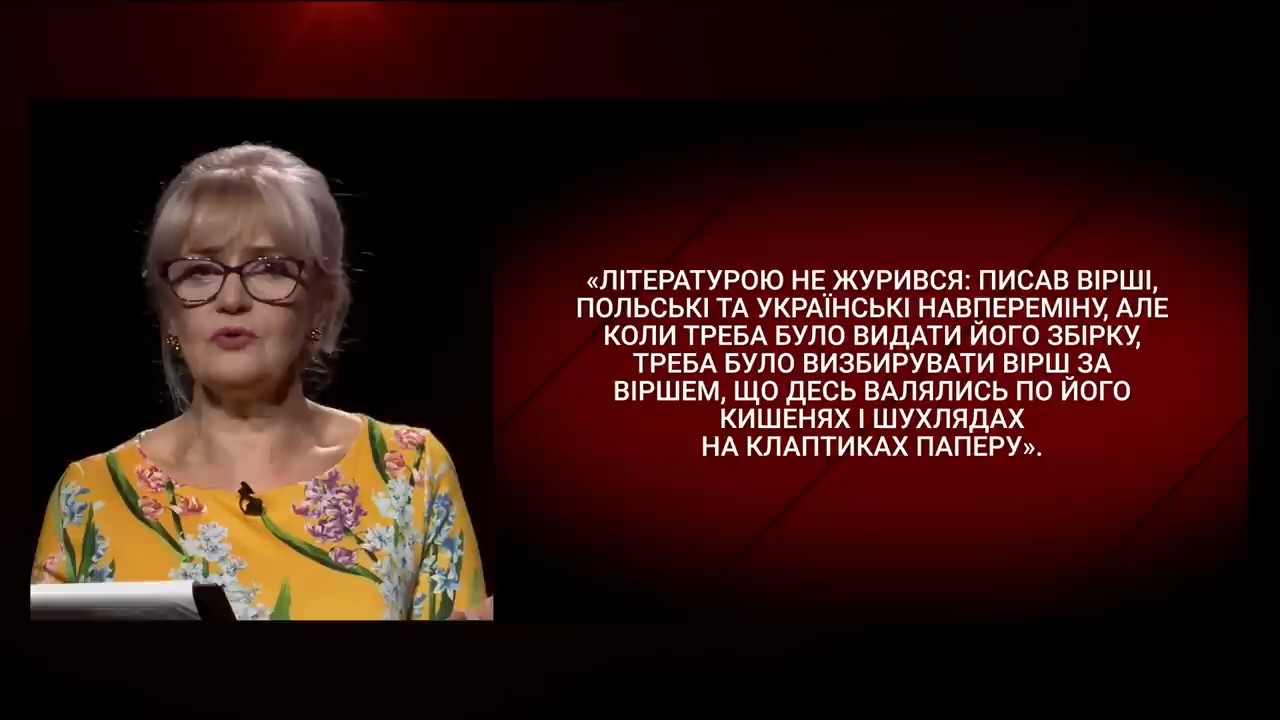 «ЛІТЕРАТУРОЮ НЕ ЖУРИВСЯ: ПИСАВ ВІРШІ,
ПОЛЬСЬКІ ТА УКРАЇНСЬКІ НАВПЕРЕМІНУ, АЛЕ
КОЛИ ТРЕБА БУЛО ВИДАТИ ЙОГО ЗБІРКУ,
ТРЕБА БУЛО ВИЗБИРУВАТИ ВІРШ ЗА
ВІРШЕМ, ЩО ДЕСЬ ВАЛЯЛИСЬ ПО ЙОГО
КИШЕНЯХ І ШУХЛЯДАХ
НА КЛАПТИКАХ ПАПЕРУ».